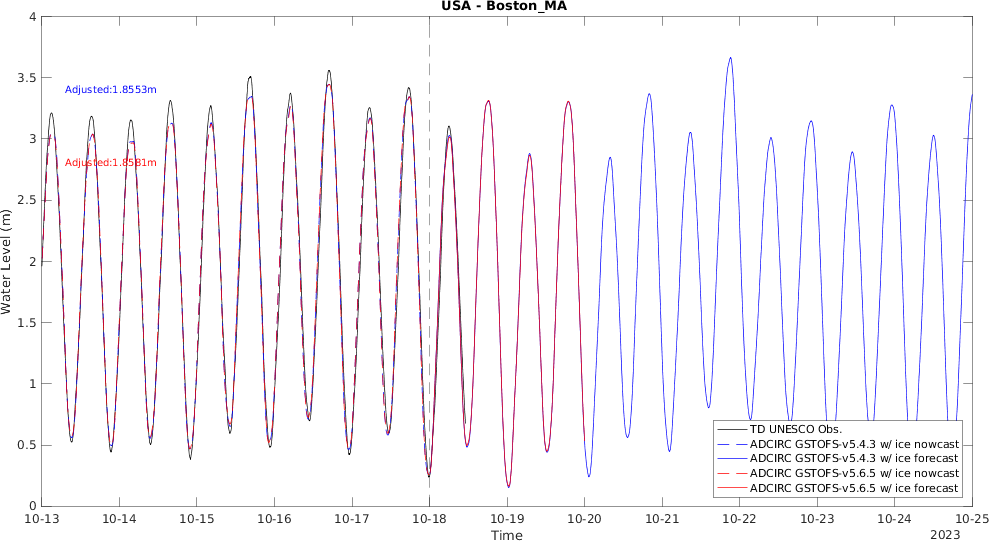 USA - Boston_MA
4
3.5
3
2.5
2
1.5
1
0.5
0
Water Level (m)
Adjusted:1.8553m
Adjusted:1.8581m
TD UNESCO Obs.
ADCIRC GSTOFS-v5.4.3 w/ ice nowcast
ADCIRC GSTOFS-v5.4.3 w/ ice forecast
ADCIRC GSTOFS-v5.6.5 w/ ice nowcast
ADCIRC GSTOFS-v5.6.5 w/ ice forecast
10-13 10-14 10-15 10-16 10-17 10-18 10-19 10-20 10-21 10-22 10-23 10-24 10-25
Time
2023